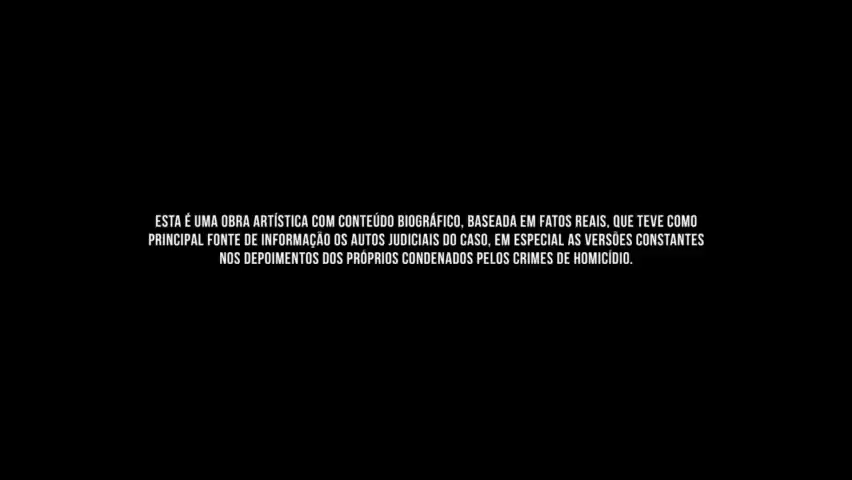 ESTA É UMA OBRA ARTÍSTICA COM CONTEÚDO BIOGRÁFICO, BASEADA EM FATOS REAIS, QUE TEVE COMO
PRINCIPAL FONTE DE INFORMAÇÃO OS AUTOS JUDICIAIS DO CASO, EM ESPECIAL AS VERSÕES CONSTANTES
NOS DEPOIMENTOS DOS PRÓPRIOS CONDENADOS PELOS CRIMES DE HOMICÍDIO.